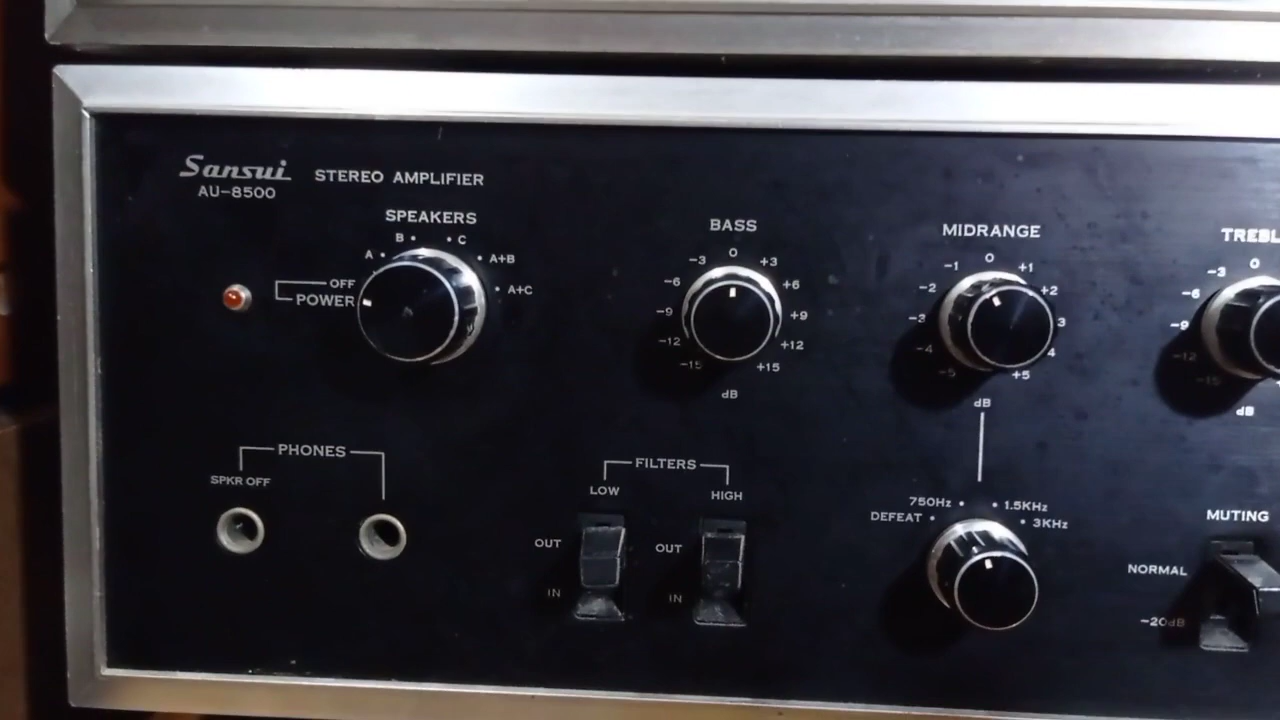 Sansui STEREO AMPLIFIER
AU-8500
SPEAKERS
A B C A+B A+C
OFF
POWER
BASS
-15 -12 -9 -6 -3 0 +3 +6 +9 +12 +15
dB
MIDRANGE
-5 -4 -3 -2 -1 0 +1 +2 3 4 +5
dB
TREBL
-15 -12 -9 -6 -3 0
dB
PHONES
SPKR OFF
FILTERS
LOW HIGH
OUT OUT
IN IN
DEFEAT 750Hz 1.5KHz 3KHz
MUTING
NORMAL
-20dB